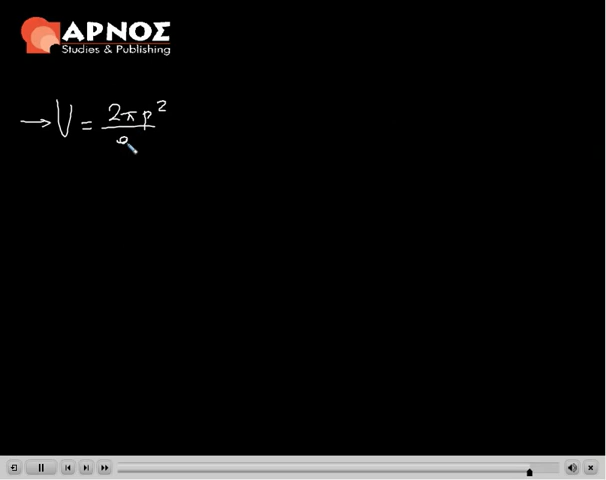 ΑΡΝΟΣ
Studies & Publishing
→ V = 2πρ²